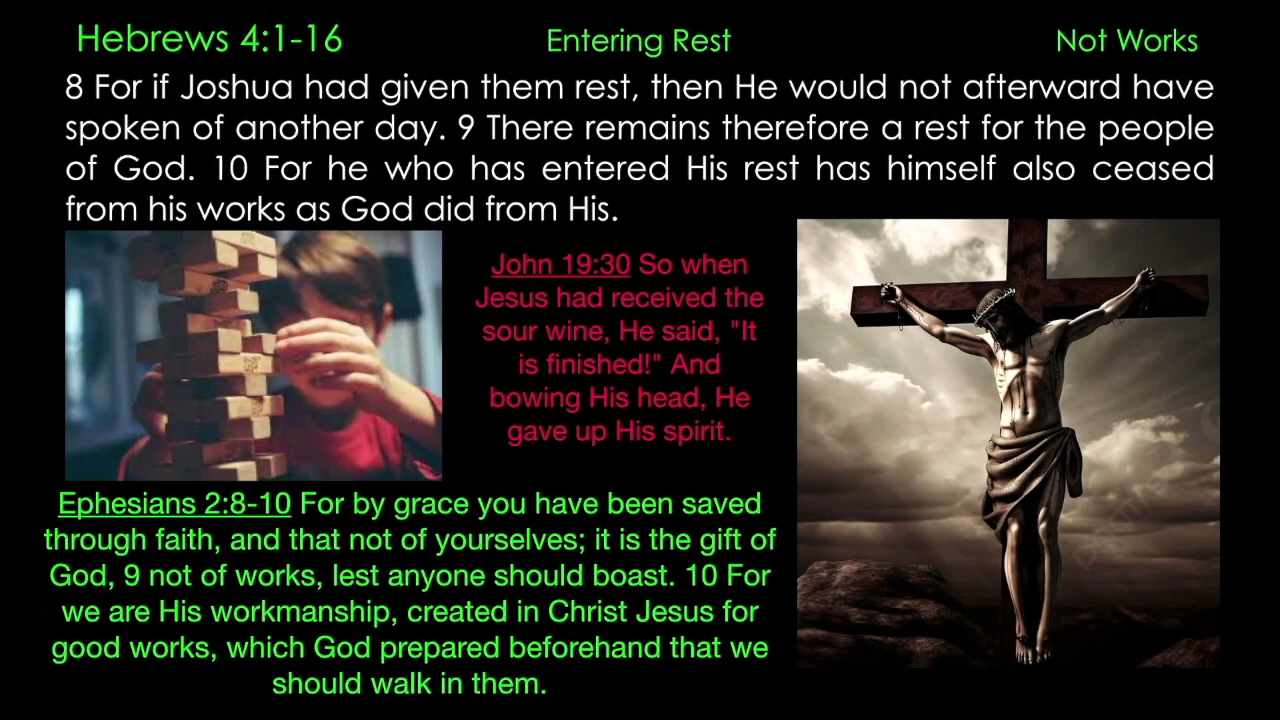 Hebrews 4:1-16
Entering Rest
Not Works
8 For if Joshua had given them rest, then He would not afterward have
spoken of another day. 9 There remains therefore a rest for the people
of God. 10 For he who has entered His rest has himself also ceased
from his works as God did from His.
John 19:30 So when
Jesus had received the
sour wine, He said, "It
is finished!" And
bowing His head, He
gave up His spirit.
Ephesians 2:8-10 For by grace you have been saved
through faith, and that not of yourselves; it is the gift of
God, 9 not of works, lest anyone should boast. 10 For
we are His workmanship, created in Christ Jesus for
good works, which God prepared beforehand that we
should walk in them.